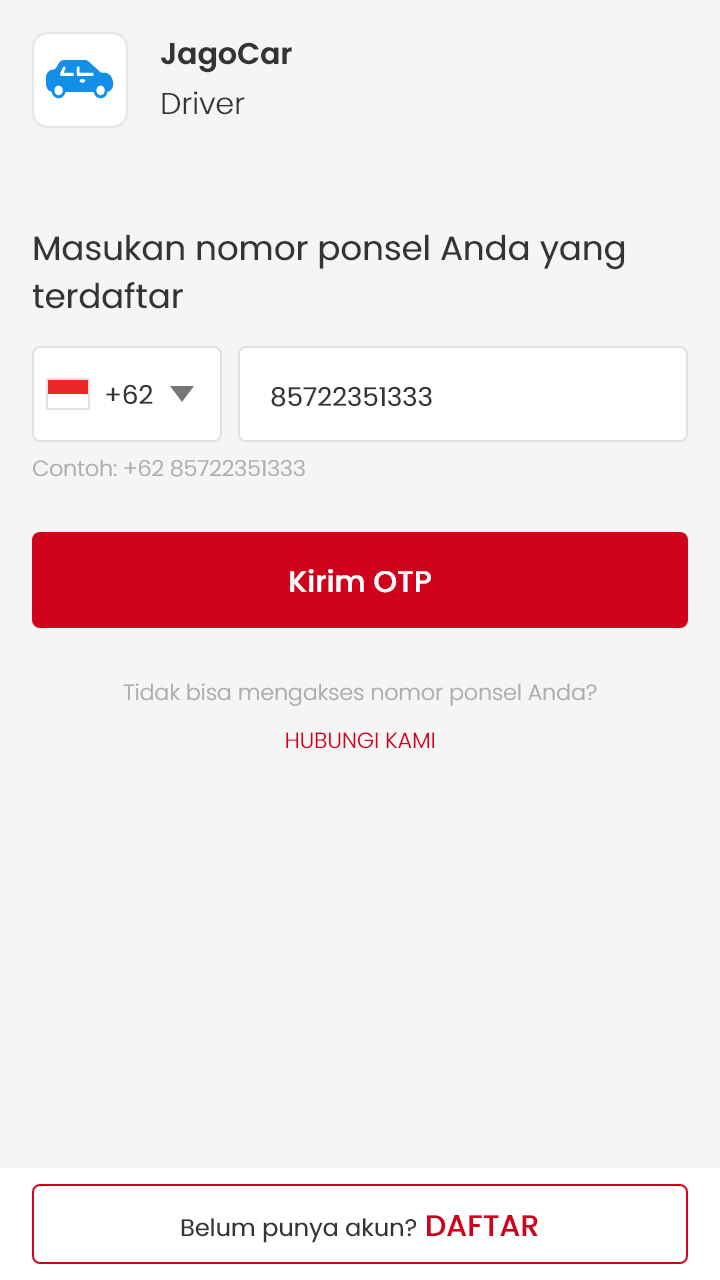 JagoCar
Driver
Masukan nomor ponsel Anda yang
terdaftar
+62
85722351333
Contoh: +62 85722351333
Kirim OTP
Tidak bisa mengakses nomor ponsel Anda?
HUBUNGI KAMI
Belum punya akun? DAFTAR